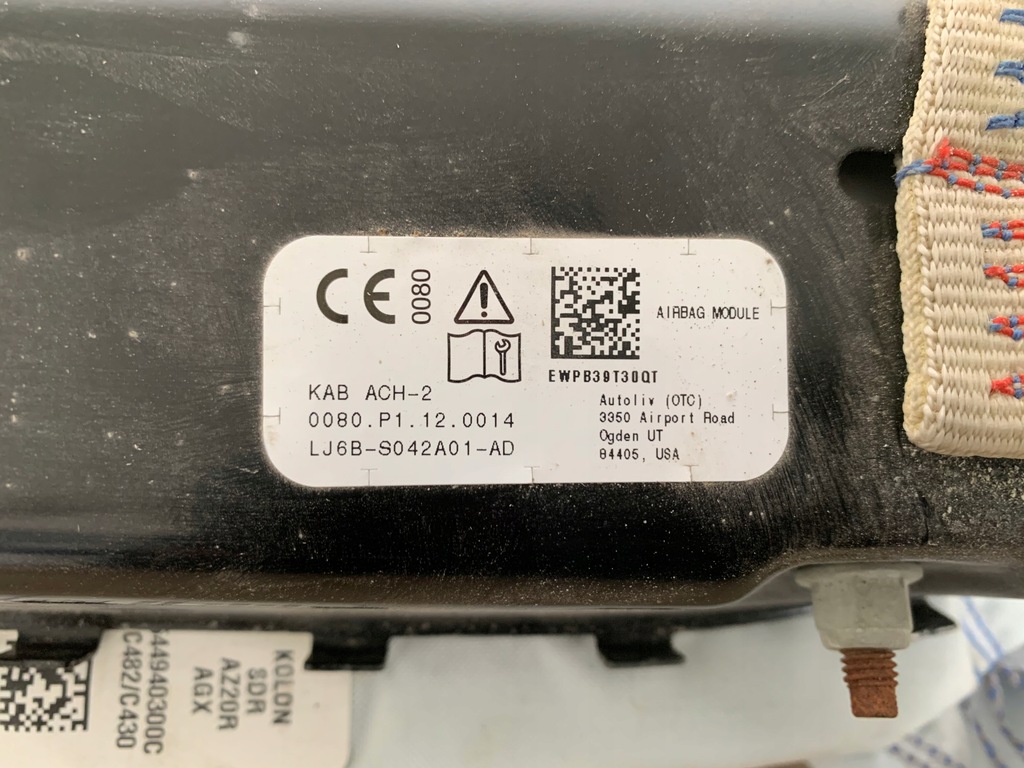 CE 0080
AIRBAG MODULE
EWPB39T30QT
KAB ACH-2
0080.P1.12.0014
LJ6B-S042A01-AD
Autoliv (OTC)
3350 Airport Road
Ogden UT
84405, USA
KOLON
SDR
AZ20R
AGX
449403000C
C482/C430